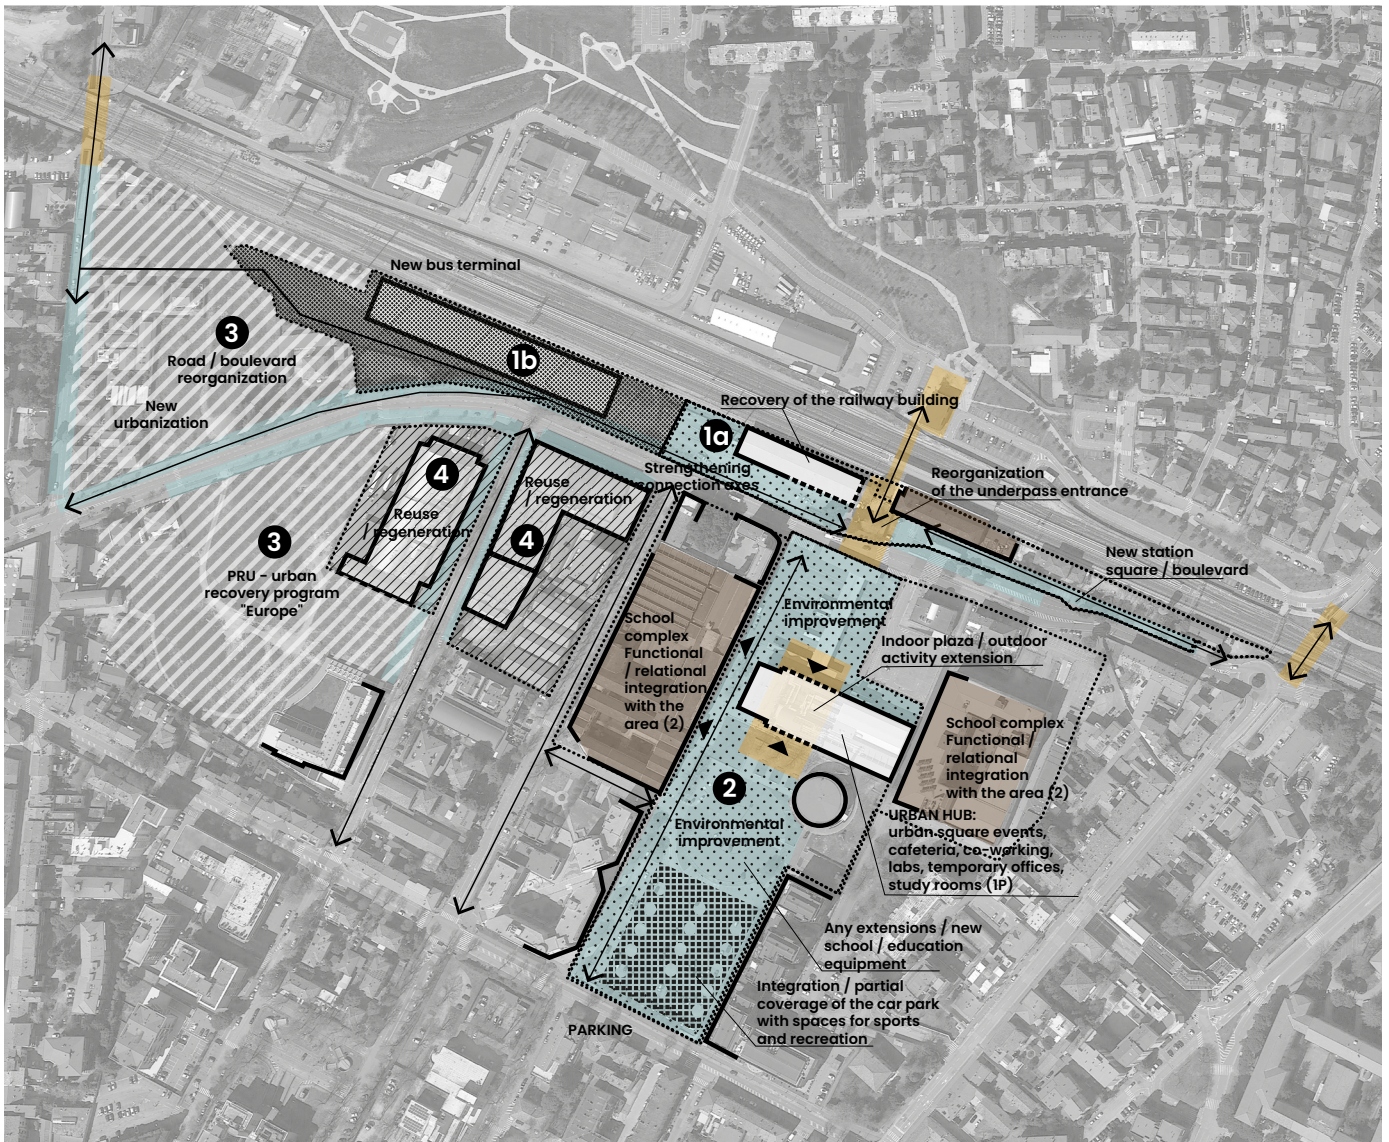 New bus terminal
3
Road / boulevard
reorganization
New
urbanization
1b
1a
Recovery of the railway building
Strengthening
connection axes
Reorganization
of the underpass entrance
New station
square / boulevard
4
Reuse
/ regeneration
Reuse
/ regeneration
4
3
PRU - urban
recovery program
"Europe"
School
complex
Functional
/ relational
integration
with the
area (2)
Environmental
improvement
Indoor plaza / outdoor
activity extension
School complex
Functional /
relational
integration
with the area (2)
2
Environmental
improvement
URBAN HUB:
urban square events,
cafeteria, co-working,
labs, temporary offices,
study rooms (1P)
Any extensions / new
school / education
equipment
Integration / partial
coverage of the car park
with spaces for sports
and recreation
PARKING